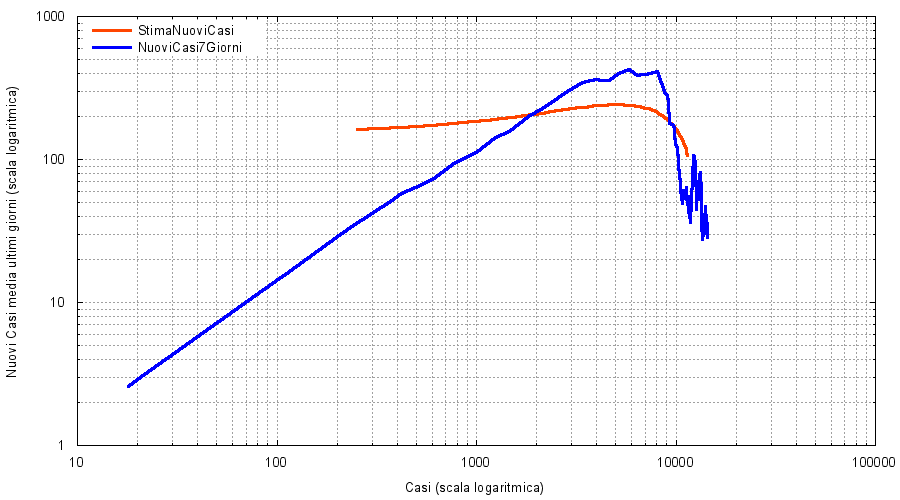 1000
StimaNuoviCasi
NuoviCasi7Giorni
100
10
1
Nuovi Casi media ultimi giorni (scala logaritmica)
10 100 1000 10000 100000
Casi (scala logaritmica)